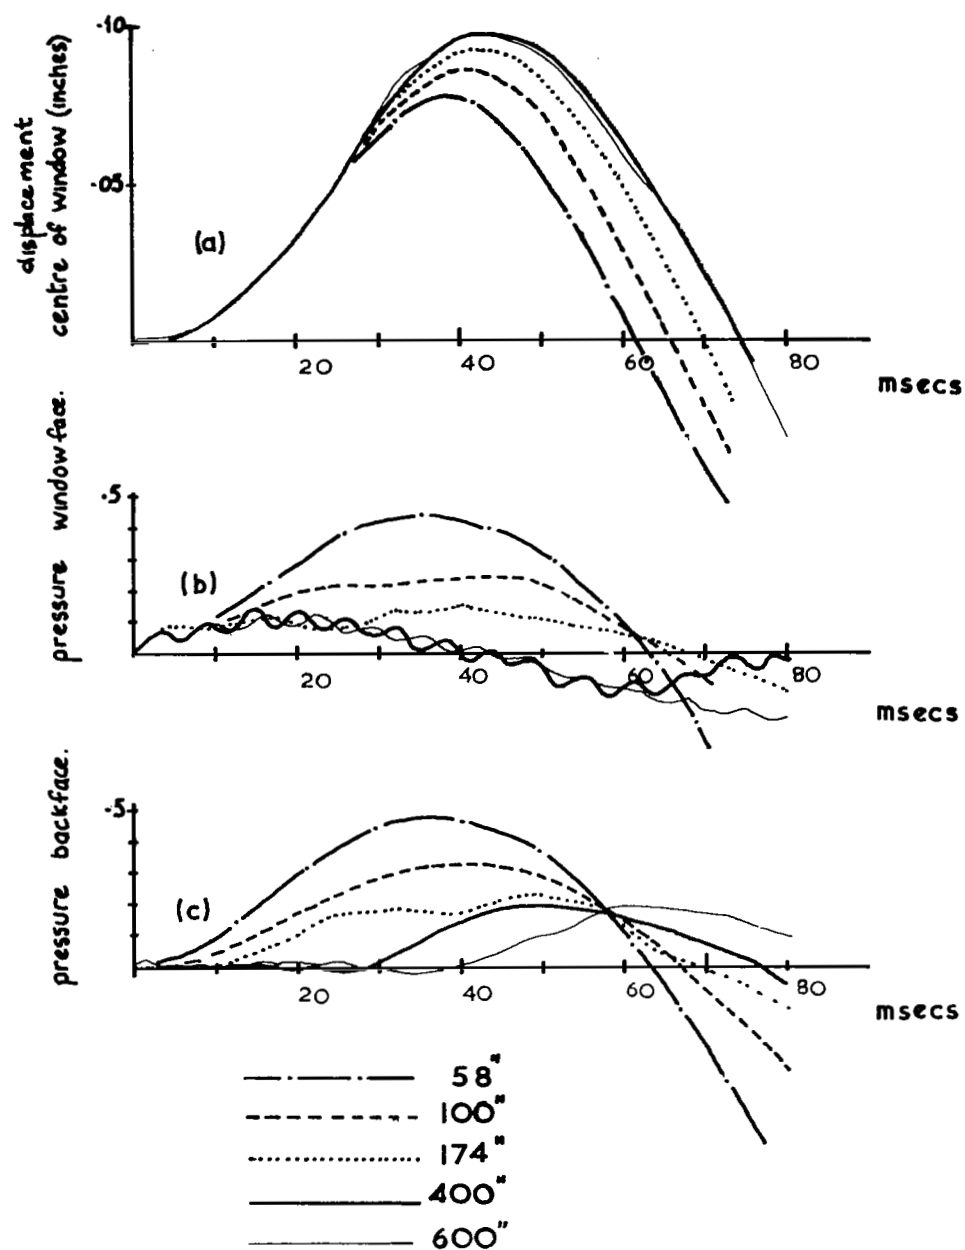 displacement
centre of window (inches)
·10
·05
(a)
20
40
60
80
msecs
pressure windowface.
·5
(b)
20
40
60
80
msecs
pressure backface.
·5
(c)
20
40
60
80
msecs
58"
100"
174"
400"
600"